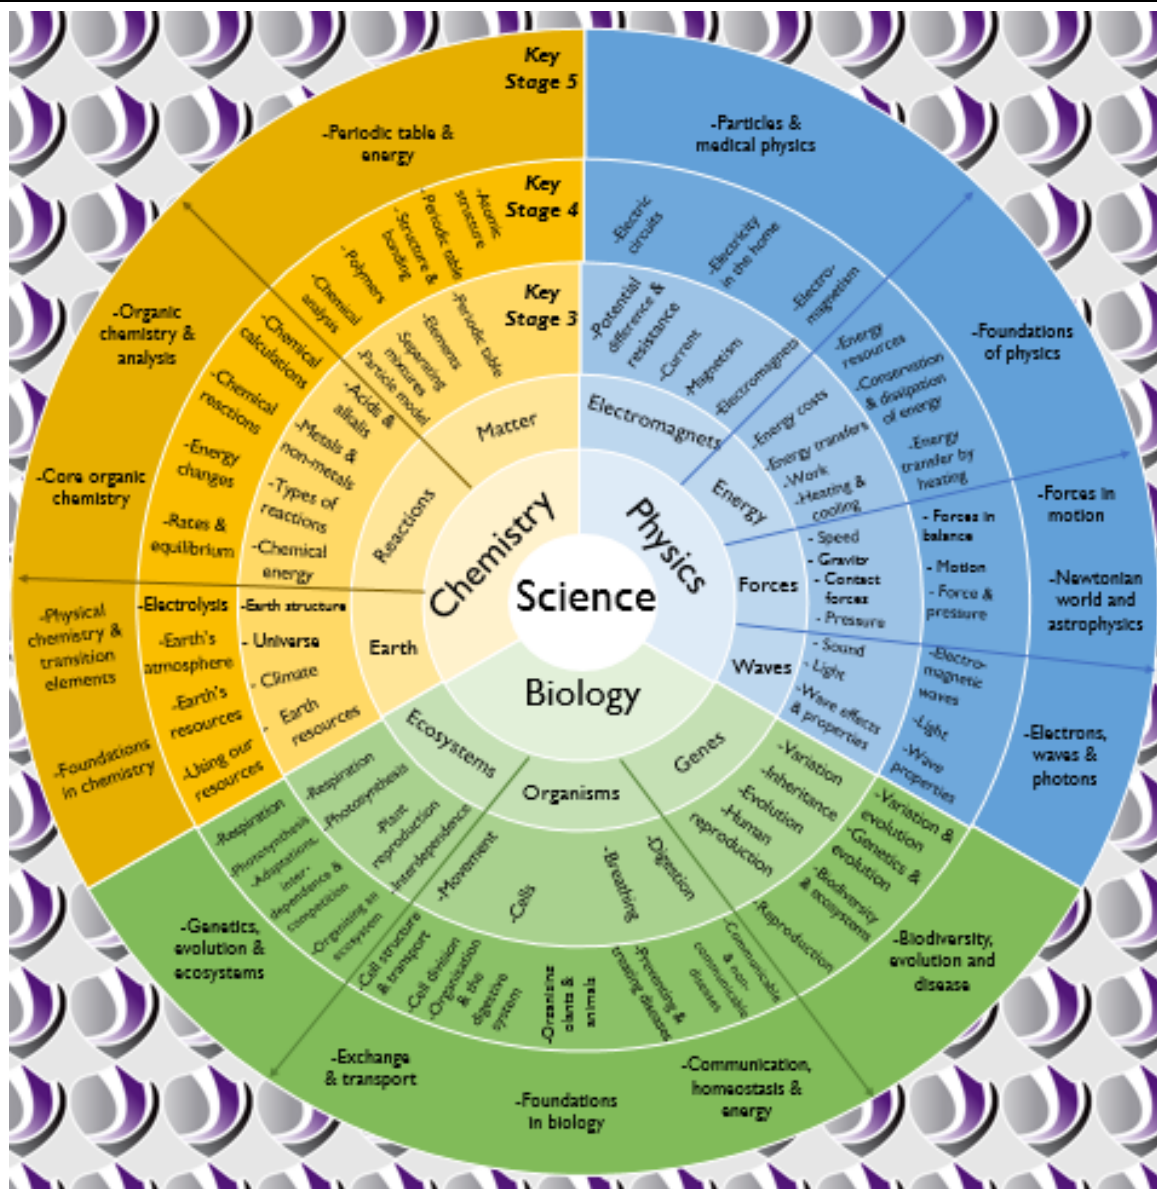 Science
Chemistry
Physics
Biology
Key
Stage 5
Key
Stage 4
Key
Stage 3
-Periodic table &
energy
-Organic
chemistry &
analysis
-Core organic
chemistry
-Physical
chemistry &
transition
elements
-Foundations
in chemistry
-Atomic
structure
-Periodic table
- Structure &
bonding
-Polymers
-Chemical
analysis
-Chemical
calculations
-Chemical
reactions
-Energy
changes
-Rates &
equilibrium
-Electrolysis
-Earth's
atmosphere
-Earth's
resources
-Using our
resources
-Periodic table
-Elements
-Separating
mixtures
-Particle model
-Acids &
alkalis
-Metals &
non-metals
-Types of
reactions
-Chemical
energy
-Earth structure
- Universe
- Climate
- Earth
resources
Matter
Reactions
Earth
-Particles &
medical physics
-Foundations
of physics
-Forces in
motion
-Newtonian
world and
astrophysics
-Electrons,
waves &
photons
-Electric
circuits
-Electricity
in the home
-Electro-
magnetism
-Energy
resources
-Conservation
& dissipation
of energy
-Energy
transfer by
heating
- Forces in
balance
- Motion
- Force &
pressure
-Electro-
magnetic
waves
-Light
-Wave
properties
-Potential
difference &
resistance
-Current
-Magnetism
-Electromagnets
-Energy costs
-Energy transfers
-Work
-Heating &
cooling
- Speed
- Gravity
- Contact
forces
- Pressure
- Sound
- Light
-Wave effects
& properties
Electromagnets
Energy
Forces
Waves
Ecosystems
Organisms
Genes
-Respiration
-Photosynthesis
-Plant
reproduction
-Interdependence
-Movement
-Cells
-Breathing
-Digestion
-Variation
-Inheritance
-Evolution
-Human
reproduction
-Respiration
-Photosynthesis
-Adaptations,
inter-
dependence &
competition
-Organising an
ecosystem
-Cell structure
& transport
-Cell division
-Organisation
& the
digestive
system
-Organising
plants &
animals
-Preventing &
treating diseases
-Communicable
& non-
communicable
diseases
-Reproduction
-Variation &
evolution
-Genetics &
evolution
-Biodiversity
& ecosystems
-Genetics,
evolution &
ecosystems
-Exchange
& transport
-Foundations
in biology
-Communication,
homeostasis &
energy
-Biodiversity,
evolution and
disease